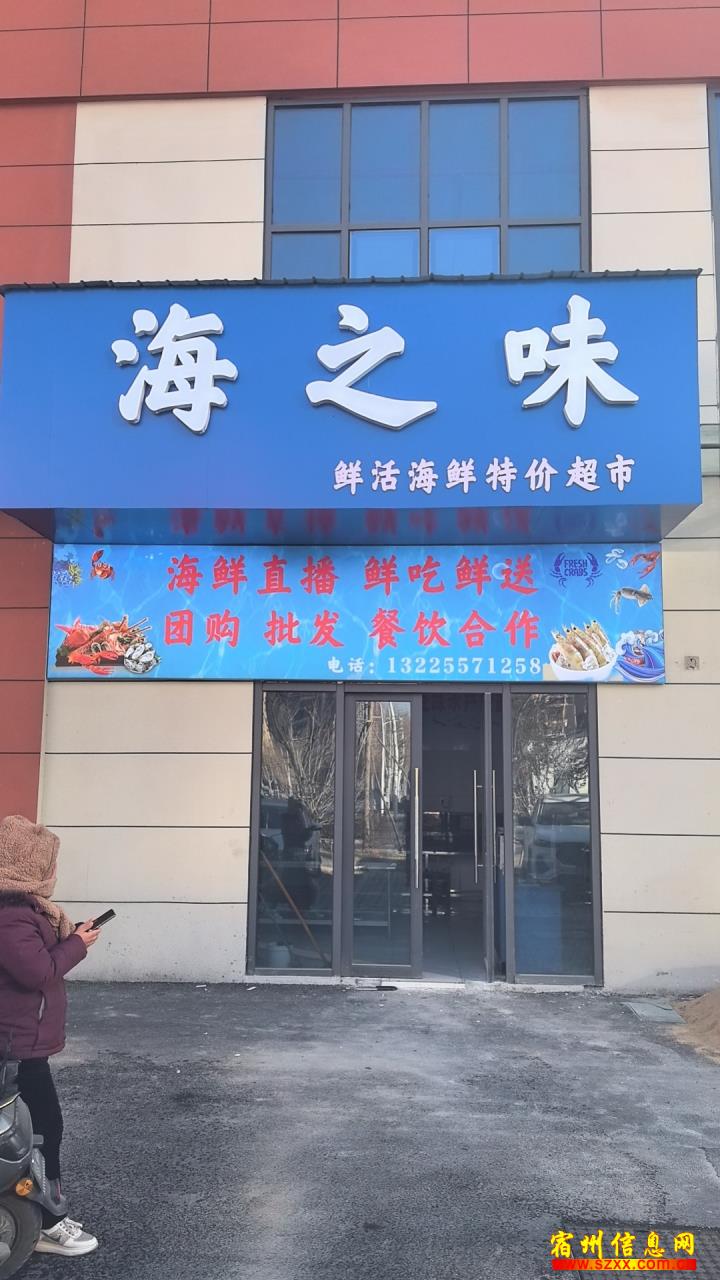 海之味
鲜活海鲜特价超市
海鲜直播 鲜吃鲜送
FRESH
CRABS
团购 批发 餐饮合作
电话：13225571258
宿州信息网
www.szxx.com.cn